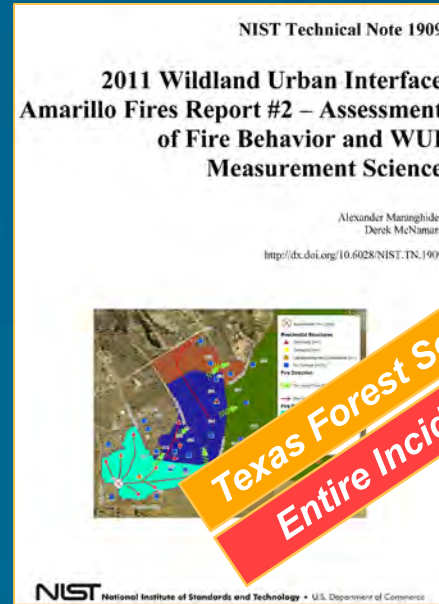 NIST Technical Note 1909
2011 Wildland Urban Interface
Amarillo Fires Report #2 – Assessment
of Fire Behavior and WUI
Measurement Science
Alexander Maranghides
Derek McNamara
http://dx.doi.org/10.6028/NIST.TN.1909
Texas Forest Se
Entire Incid
NIST National Institute of Standards and Technology • U.S. Department of Commerce